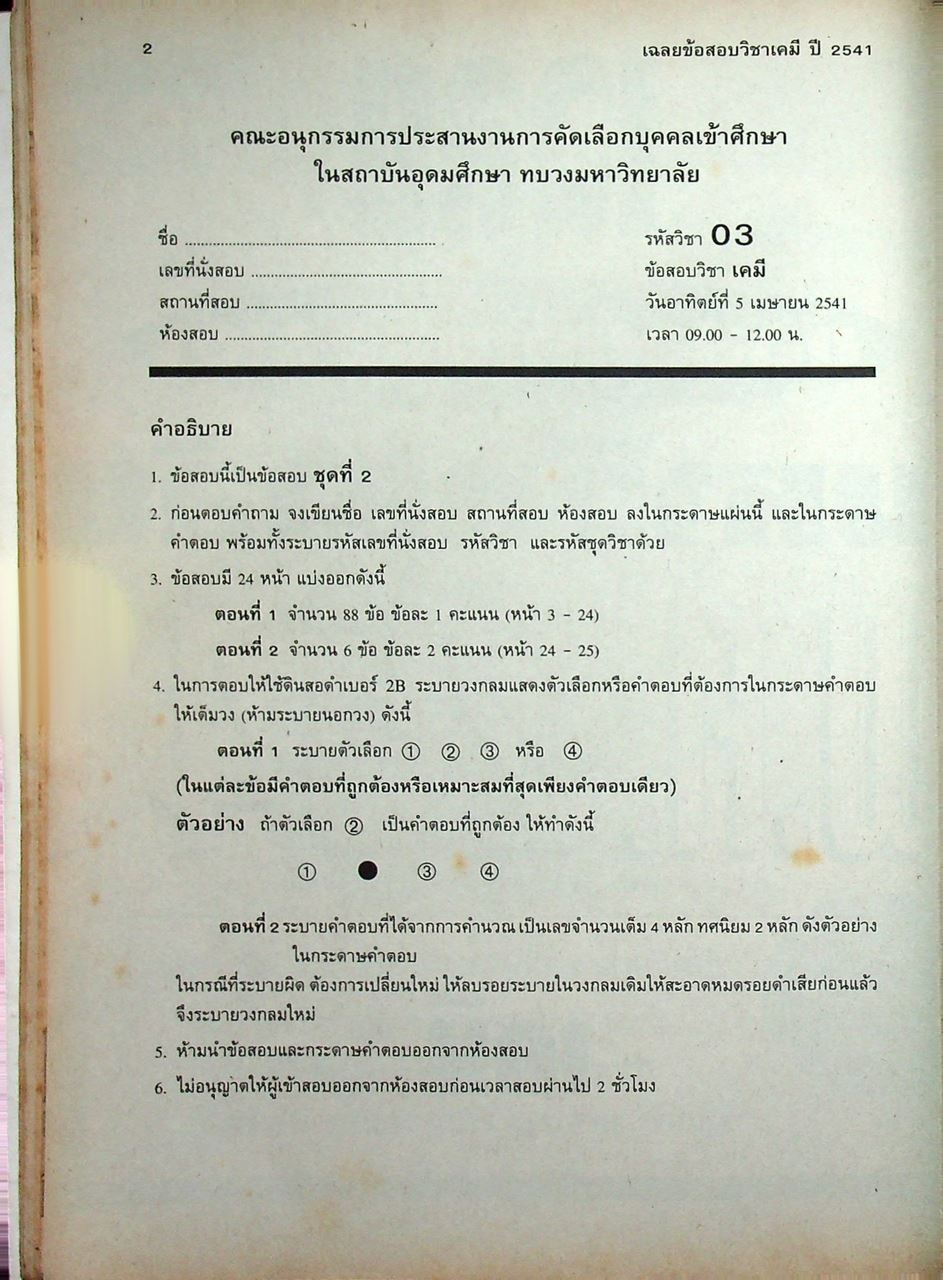 2
เฉลยข้อสอบวิชาเคมี ปี 2541
คณะอนุกรรมการประสานงานการคัดเลือกบุคคลเข้าศึกษา
ในสถาบันอุดมศึกษา ทบวงมหาวิทยาลัย
ชื่อ ............................................................
รหัสวิชา 03
เลขที่นั่งสอบ ..............................................
ข้อสอบวิชา เคมี
สถานที่สอบ ..............................................
วันอาทิตย์ที่ 5 เมษายน 2541
ห้องสอบ ...................................................
เวลา 09.00 – 12.00 น.
คำอธิบาย
1. ข้อสอบนี้เป็นข้อสอบ ชุดที่ 2
2. ก่อนตอบคำถาม จงเขียนชื่อ เลขที่นั่งสอบ สถานที่สอบ ห้องสอบ ลงในกระดาษแผ่นนี้ และในกระดาษ
คำตอบ พร้อมทั้งระบายรหัสเลขที่นั่งสอบ รหัสวิชา และรหัสชุดวิชาด้วย
3. ข้อสอบมี 24 หน้า แบ่งออกดังนี้
ตอนที่ 1 จำนวน 88 ข้อ ข้อละ 1 คะแนน (หน้า 3 – 24)
ตอนที่ 2 จำนวน 6 ข้อ ข้อละ 2 คะแนน (หน้า 24 – 25)
4. ในการตอบให้ใช้ดินสอดำเบอร์ 2B ระบายวงกลมแสดงตัวเลือกหรือคำตอบที่ต้องการในกระดาษคำตอบ
ให้เต็มวง (ห้ามระบายนอกวง) ดังนี้
ตอนที่ 1 ระบายตัวเลือก ① ② ③ หรือ ④
(ในแต่ละข้อมีคำตอบที่ถูกต้องหรือเหมาะสมที่สุดเพียงคำตอบเดียว)
ตัวอย่าง ถ้าตัวเลือก ② เป็นคำตอบที่ถูกต้อง ให้ทำดังนี้
① ● ③ ④
ตอนที่ 2 ระบายคำตอบที่ได้จากการคำนวณ เป็นเลขจำนวนเต็ม 4 หลัก ทศนิยม 2 หลัก ดังตัวอย่าง
ในกระดาษคำตอบ
ในกรณีที่ระบายผิด ต้องการเปลี่ยนใหม่ ให้ลบรอยระบายในวงกลมเดิมให้สะอาดหมดรอยดำเสียก่อนแล้ว
จึงระบายวงกลมใหม่
5. ห้ามนำข้อสอบและกระดาษคำตอบออกจากห้องสอบ
6. ไม่อนุญาตให้ผู้เข้าสอบออกจากห้องสอบก่อนเวลาสอบผ่านไป 2 ชั่วโมง